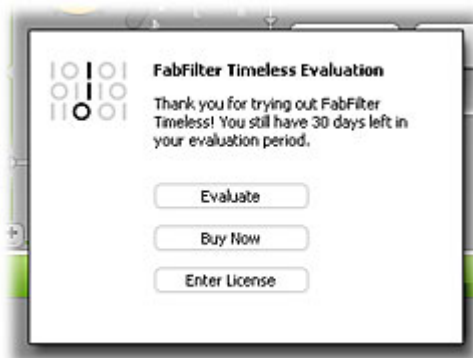 FabFilter Timeless Evaluation
Thank you for trying out FabFilter
Timeless! You still have 30 days left in
your evaluation period.
Evaluate
Buy Now
Enter License